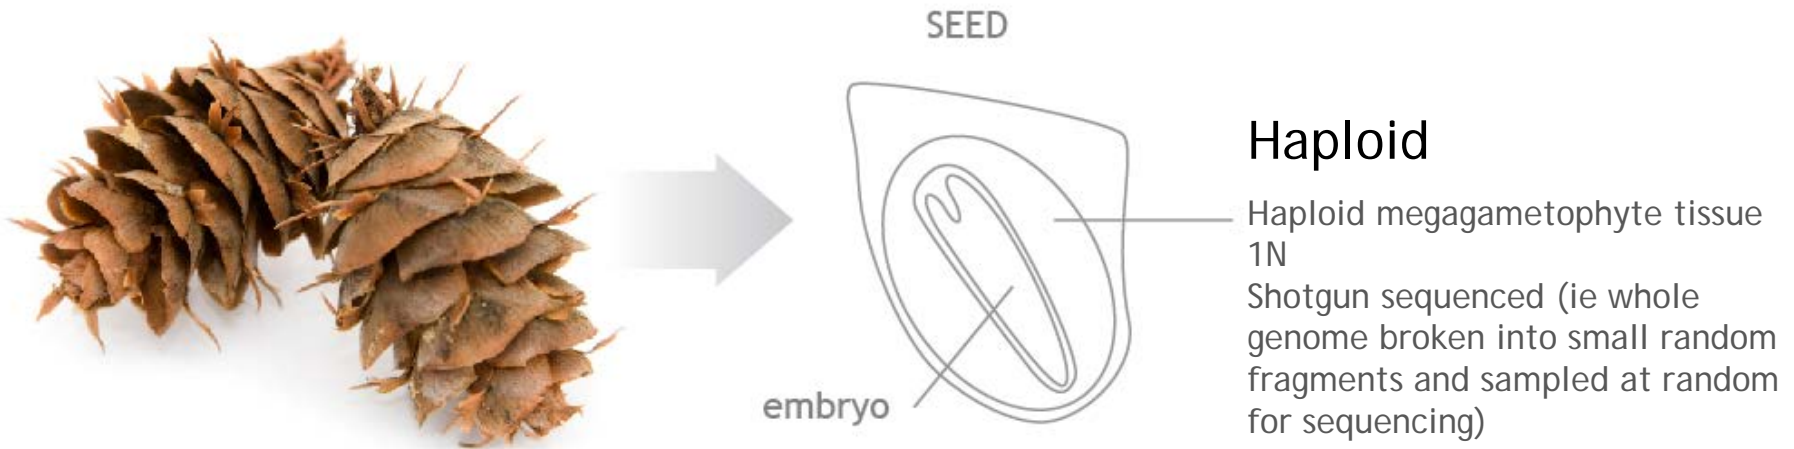 SEED
Haploid
Haploid megagametophyte tissue
1N
Shotgun sequenced (ie whole
genome broken into small random
fragments and sampled at random
for sequencing)
embryo